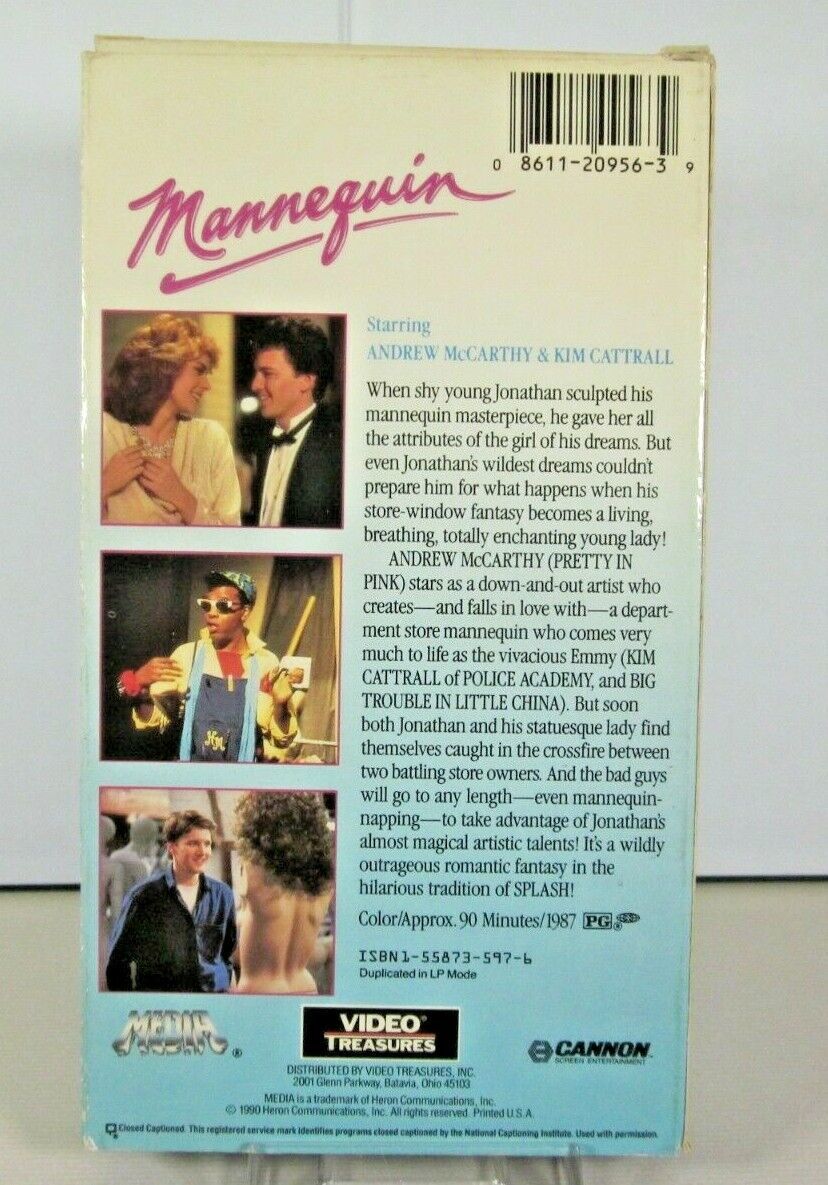 0 8611-20956-3 9
Mannequin
Starring
ANDREW McCARTHY & KIM CATTRALL
When shy young Jonathan sculpted his
mannequin masterpiece, he gave her all
the attributes of the girl of his dreams. But
even Jonathan's wildest dreams couldn't
prepare him for what happens when his
store-window fantasy becomes a living,
breathing, totally enchanting young lady!
ANDREW McCARTHY (PRETTY IN
PINK) stars as a down-and-out artist who
creates—and falls in love with—a depart-
ment store mannequin who comes very
much to life as the vivacious Emmy (KIM
CATTRALL of POLICE ACADEMY, and BIG
TROUBLE IN LITTLE CHINA). But soon
both Jonathan and his statuesque lady find
themselves caught in the crossfire between
two battling store owners. And the bad guys
will go to any length—even mannequin-
napping—to take advantage of Jonathan's
almost magical artistic talents! It's a wildly
outrageous romantic fantasy in the
hilarious tradition of SPLASH!
Color/Approx. 90 Minutes/1987 PG ®
ISBN 1-55873-597-6
Duplicated in LP Mode
HM
MEDIA ®
VIDEO®
TREASURES
CANNON
SCREEN ENTERTAINMENT
DISTRIBUTED BY VIDEO TREASURES, INC.
2001 Glenn Parkway, Batavia, Ohio 45103
MEDIA is a trademark of Heron Communications, Inc.
© 1990 Heron Communications, Inc. All rights reserved. Printed U.S.A.
Closed Captioned. This registered service mark identifies programs closed captioned by the National Captioning Institute. Used with permission.